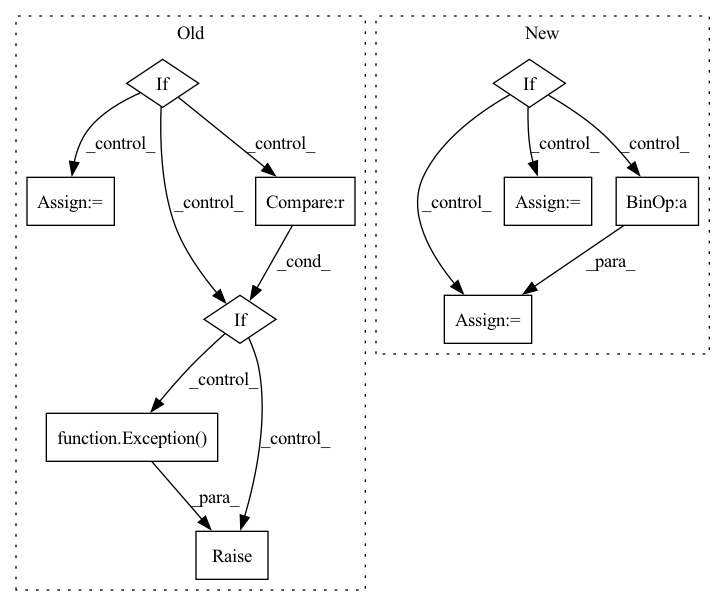 Old
New
If
If
_control_
_control_
_control_
_control_
_control_
_control_
Assign:=
Compare:r
Assign:=
BinOp:a
_cond_
_para_
If
Assign:=
_control_
_control_
function.Exception()
_para_
Raise